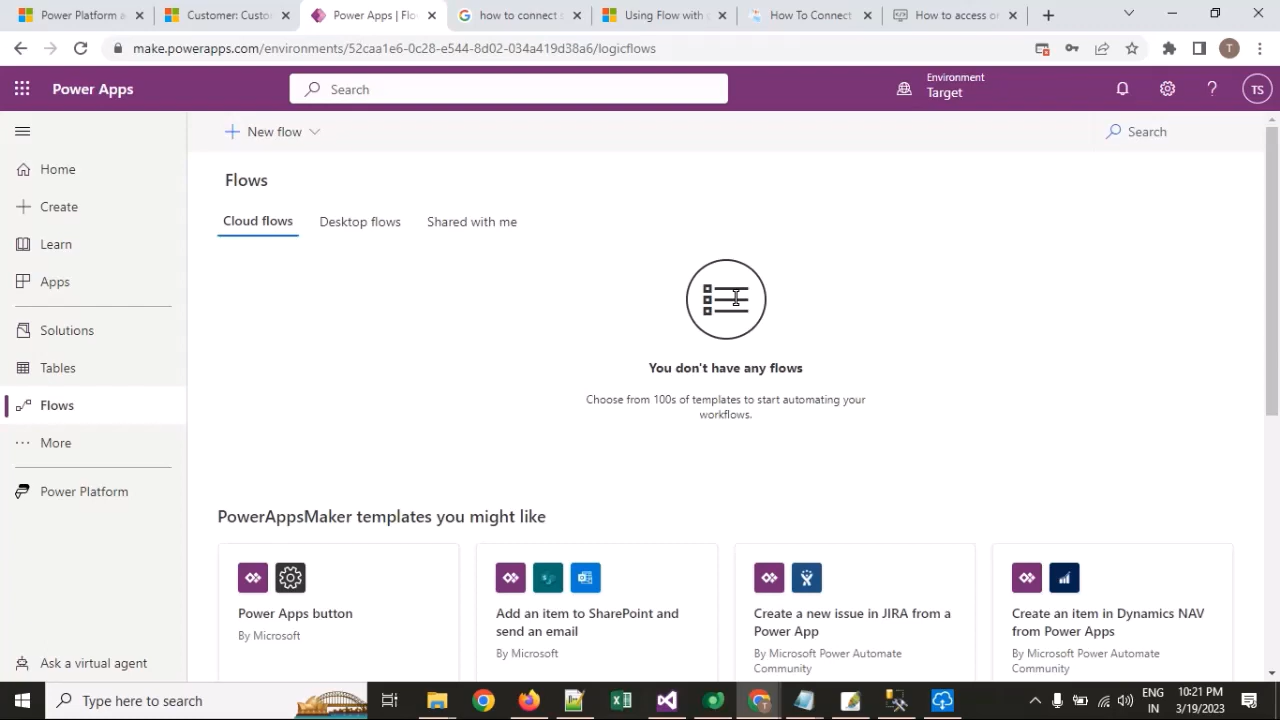 Power Platform a
Customer: Custo
Power Apps | Flo
how to connect s
Using Flow with
How To Connect
How to access or
make.powerapps.com/environments/52caa1e6-0c28-e544-8d02-034a419d38a6/logicflows
T
Power Apps
Search
Environment
Target
TS
New flow
Search
Home
Create
Learn
Apps
Solutions
Tables
Flows
More
Power Platform
Ask a virtual agent
Flows
Cloud flows
Desktop flows
Shared with me
You don't have any flows
Choose from 100s of templates to start automating your
workflows.
PowerAppsMaker templates you might like
Power Apps button
By Microsoft
Add an item to SharePoint and
send an email
By Microsoft
Create a new issue in JIRA from a
Power App
By Microsoft Power Automate
Community
Create an item in Dynamics NAV
from Power Apps
By Microsoft Power Automate
Community
Type here to search
ENG
IN
10:21 PM
3/19/2023